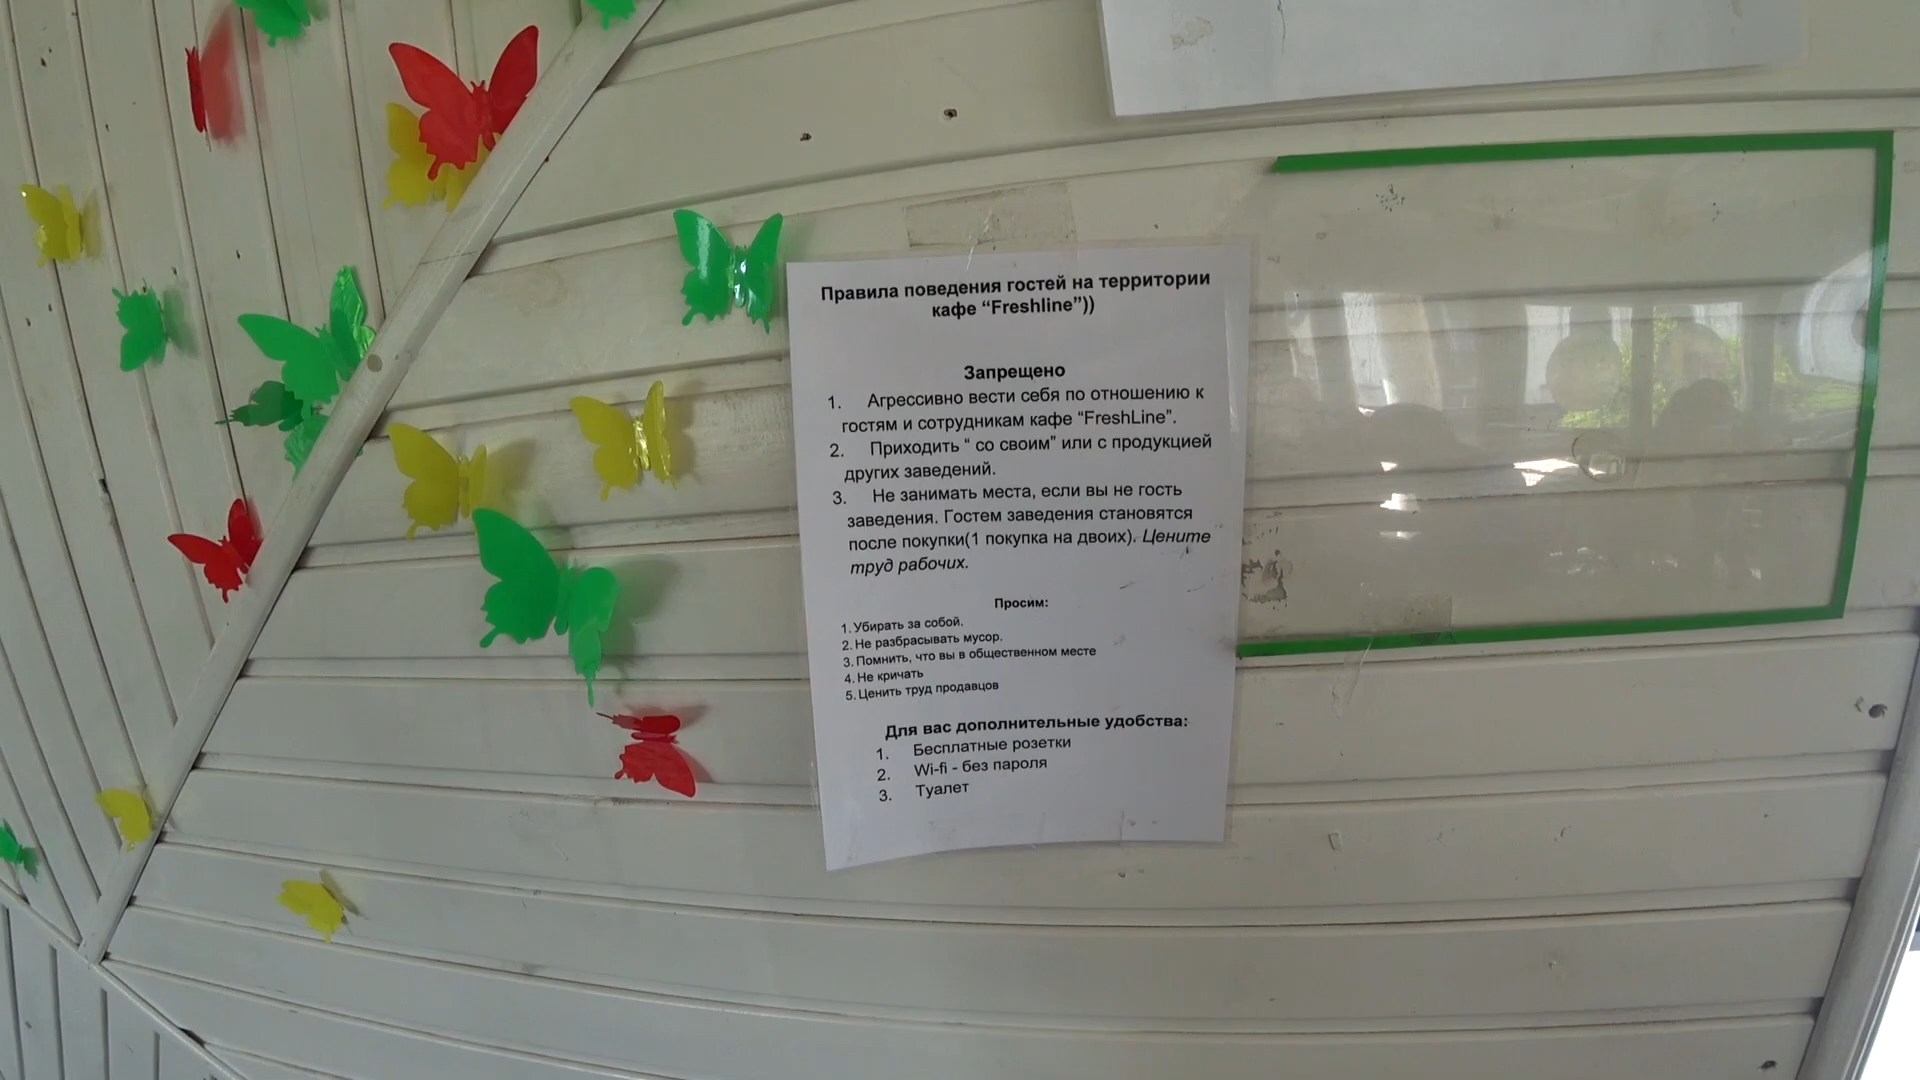 Правила поведения гостей на территории
кафе “Freshline”))
Запрещено
1. Агрессивно вести себя по отношению к
гостям и сотрудникам кафе “FreshLine”.
2. Приходить “ со своим” или с продукцией
других заведений.
3. Не занимать места, если вы не гость
заведения. Гостем заведения становятся
после покупки(1 покупка на двоих). Цените
труд рабочих.
Просим:
1. Убирать за собой.
2. Не разбрасывать мусор.
3. Помнить, что вы в общественном месте
4. Не кричать
5. Ценить труд продавцов
Для вас дополнительные удобства:
1. Бесплатные розетки
2. Wi-fi - без пароля
3. Туалет